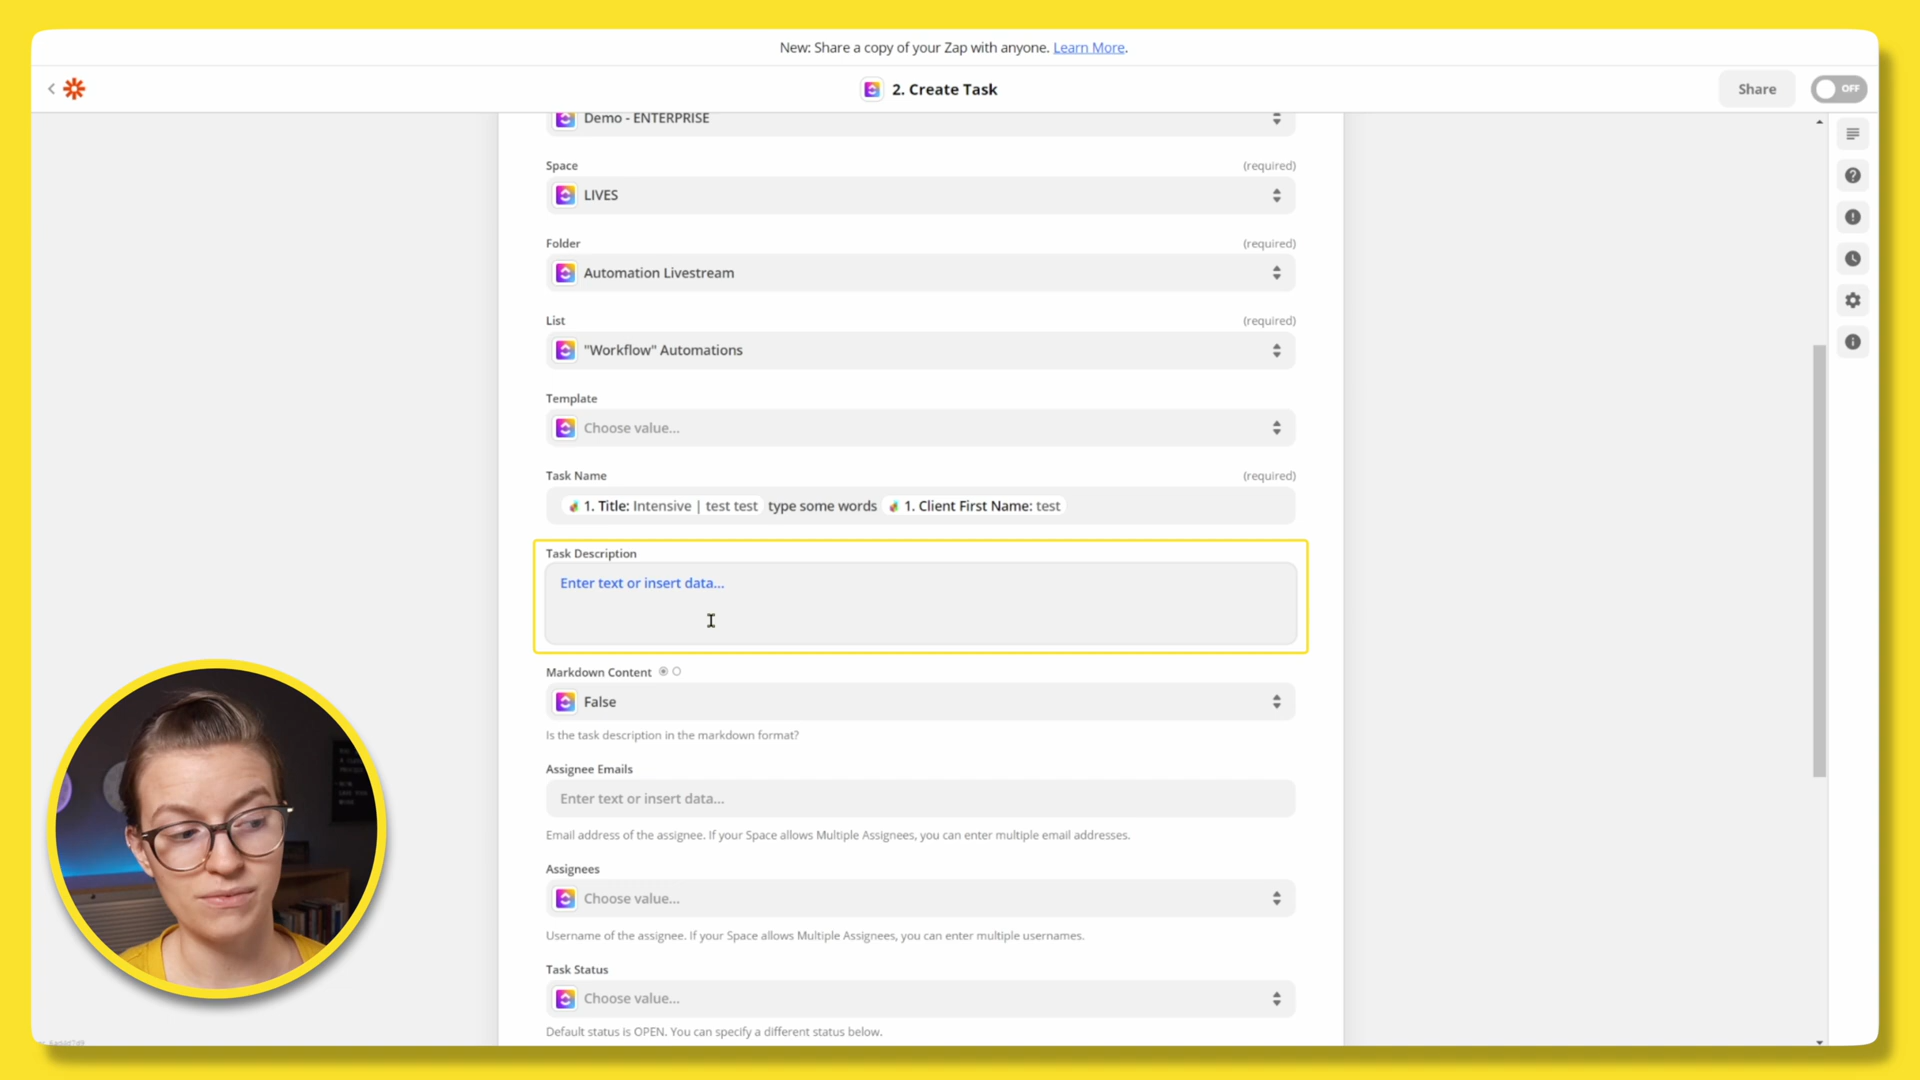 New: Share a copy of your Zap with anyone. Learn More.
2. Create Task
Share
OFF
Demo - ENTERPRISE
Space
(required)
LIVES
Folder
(required)
Automation Livestream
List
(required)
"Workflow" Automations
Template
Choose value...
Task Name
(required)
1. Title: Intensive | test test type some words 1. Client First Name: test
Task Description
Enter text or insert data...
Markdown Content
False
Is the task description in the markdown format?
Assignee Emails
Enter text or insert data...
Email address of the assignee. If your Space allows Multiple Assignees, you can enter multiple email addresses.
Assignees
Choose value...
Username of the assignee. If your Space allows Multiple Assignees, you can enter multiple usernames.
Task Status
Choose value...
Default status is OPEN. You can specify a different status below.